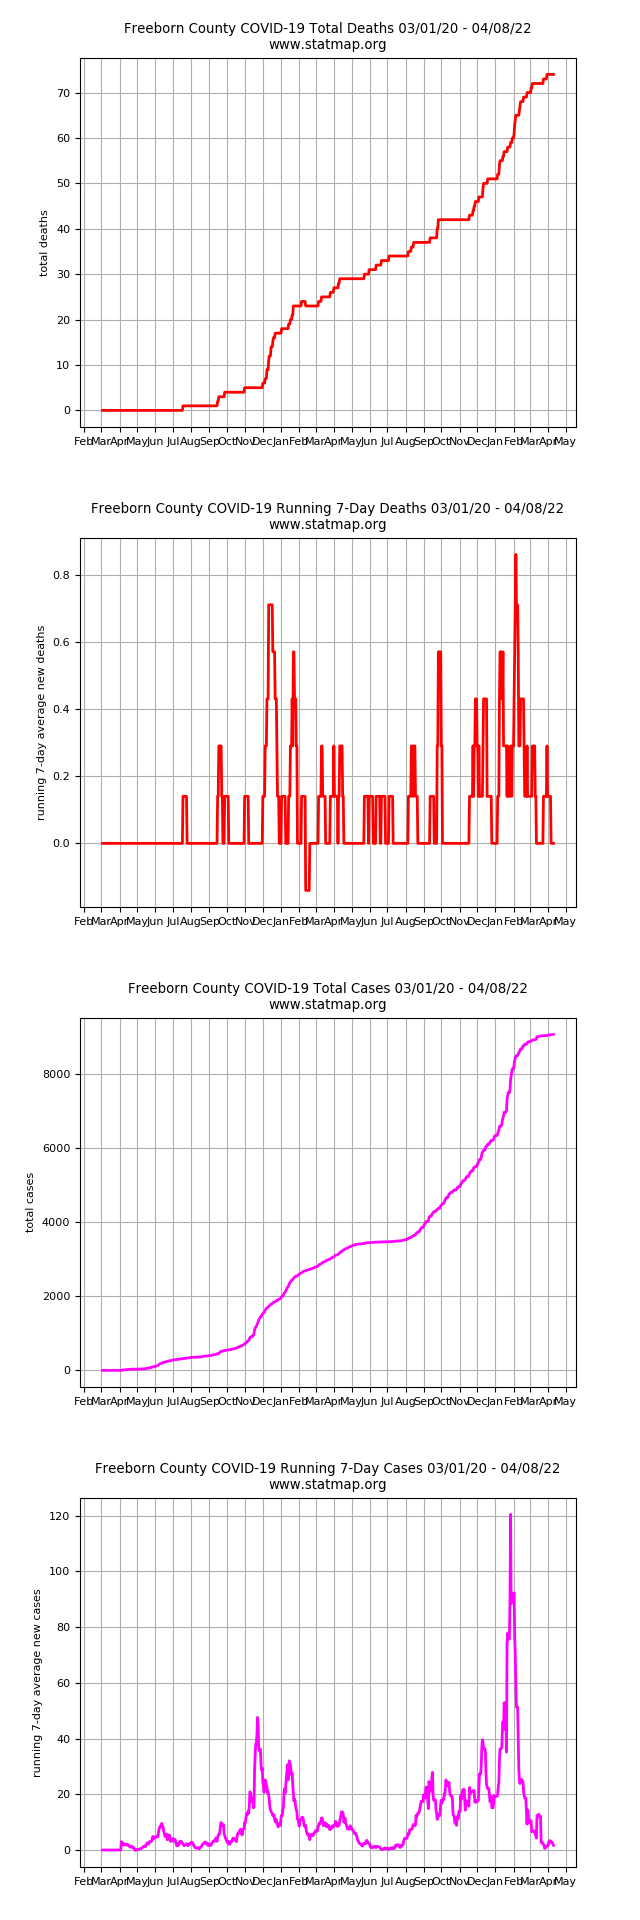 Freeborn County COVID-19 Total Deaths 03/01/20 - 04/08/22
www.statmap.org
total deaths
70
60
50
40
30
20
10
0
Feb Mar Apr May Jun Jul Aug Sep Oct Nov Dec Jan Feb Mar Apr May Jun Jul Aug Sep Oct Nov Dec Jan Feb Mar Apr May
Freeborn County COVID-19 Running 7-Day Deaths 03/01/20 - 04/08/22
www.statmap.org
running 7-day average new deaths
0.8
0.6
0.4
0.2
0.0
Feb Mar Apr May Jun Jul Aug Sep Oct Nov Dec Jan Feb Mar Apr May Jun Jul Aug Sep Oct Nov Dec Jan Feb Mar Apr May
Freeborn County COVID-19 Total Cases 03/01/20 - 04/08/22
www.statmap.org
total cases
8000
6000
4000
2000
0
Feb Mar Apr May Jun Jul Aug Sep Oct Nov Dec Jan Feb Mar Apr May Jun Jul Aug Sep Oct Nov Dec Jan Feb Mar Apr May
Freeborn County COVID-19 Running 7-Day Cases 03/01/20 - 04/08/22
www.statmap.org
running 7-day average new cases
120
100
80
60
40
20
0
Feb Mar Apr May Jun Jul Aug Sep Oct Nov Dec Jan Feb Mar Apr May Jun Jul Aug Sep Oct Nov Dec Jan Feb Mar Apr May